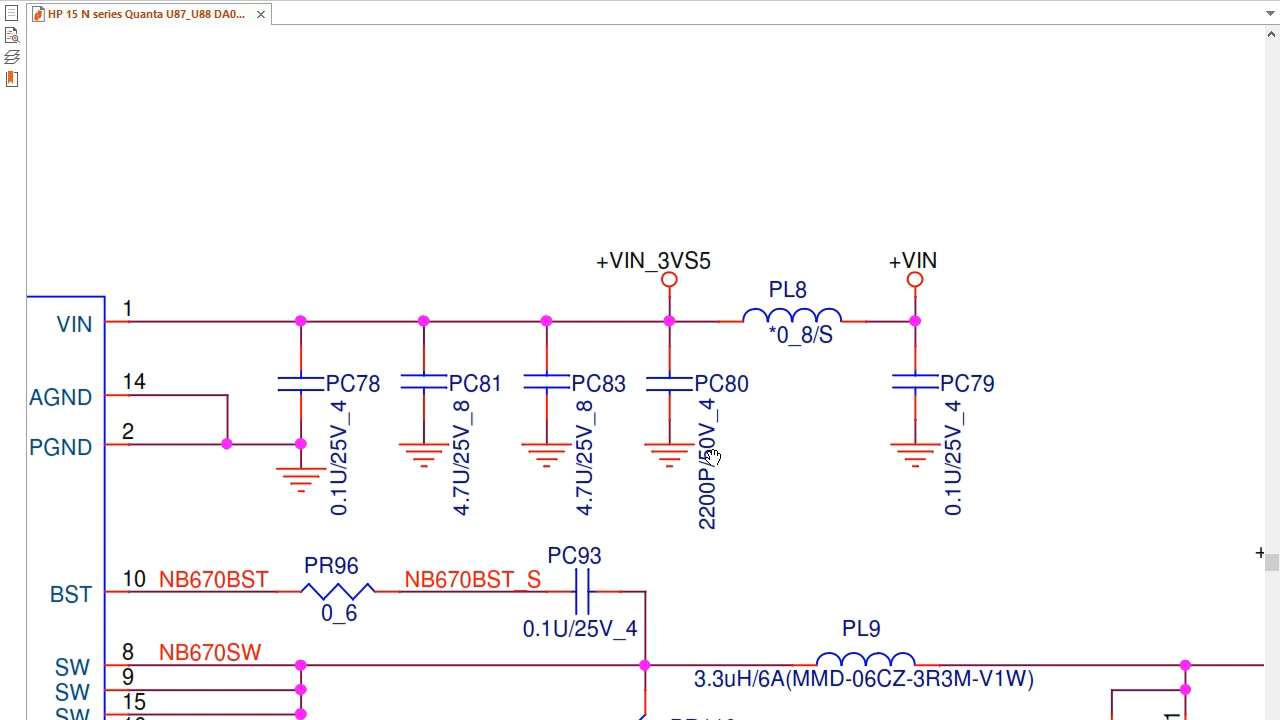 HP 15 N series Quanta U87_U88 DA0...
+VIN_3VS5
+VIN
PL8
*0_8/S
1
VIN
14
AGND
2
PGND
PC78
0.1U/25V_4
PC81
4.7U/25V_8
PC83
4.7U/25V_8
PC80
2200P/50V_4
PC79
0.1U/25V_4
+
PR96
PC93
10
NB670BST
NB670BST_S
BST
0_6
0.1U/25V_4
PL9
8
NB670SW
SW
3.3uH/6A(MMD-06CZ-3R3M-V1W)
9
SW
15
SW
1